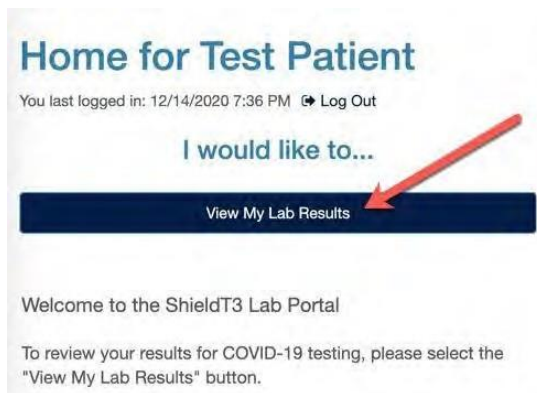 Home for Test Patient
You last logged in: 12/14/2020 7:36 PM Log Out
I would like to...
View My Lab Results
Welcome to the ShieldT3 Lab Portal
To review your results for COVID-19 testing, please select the
"View My Lab Results" button.